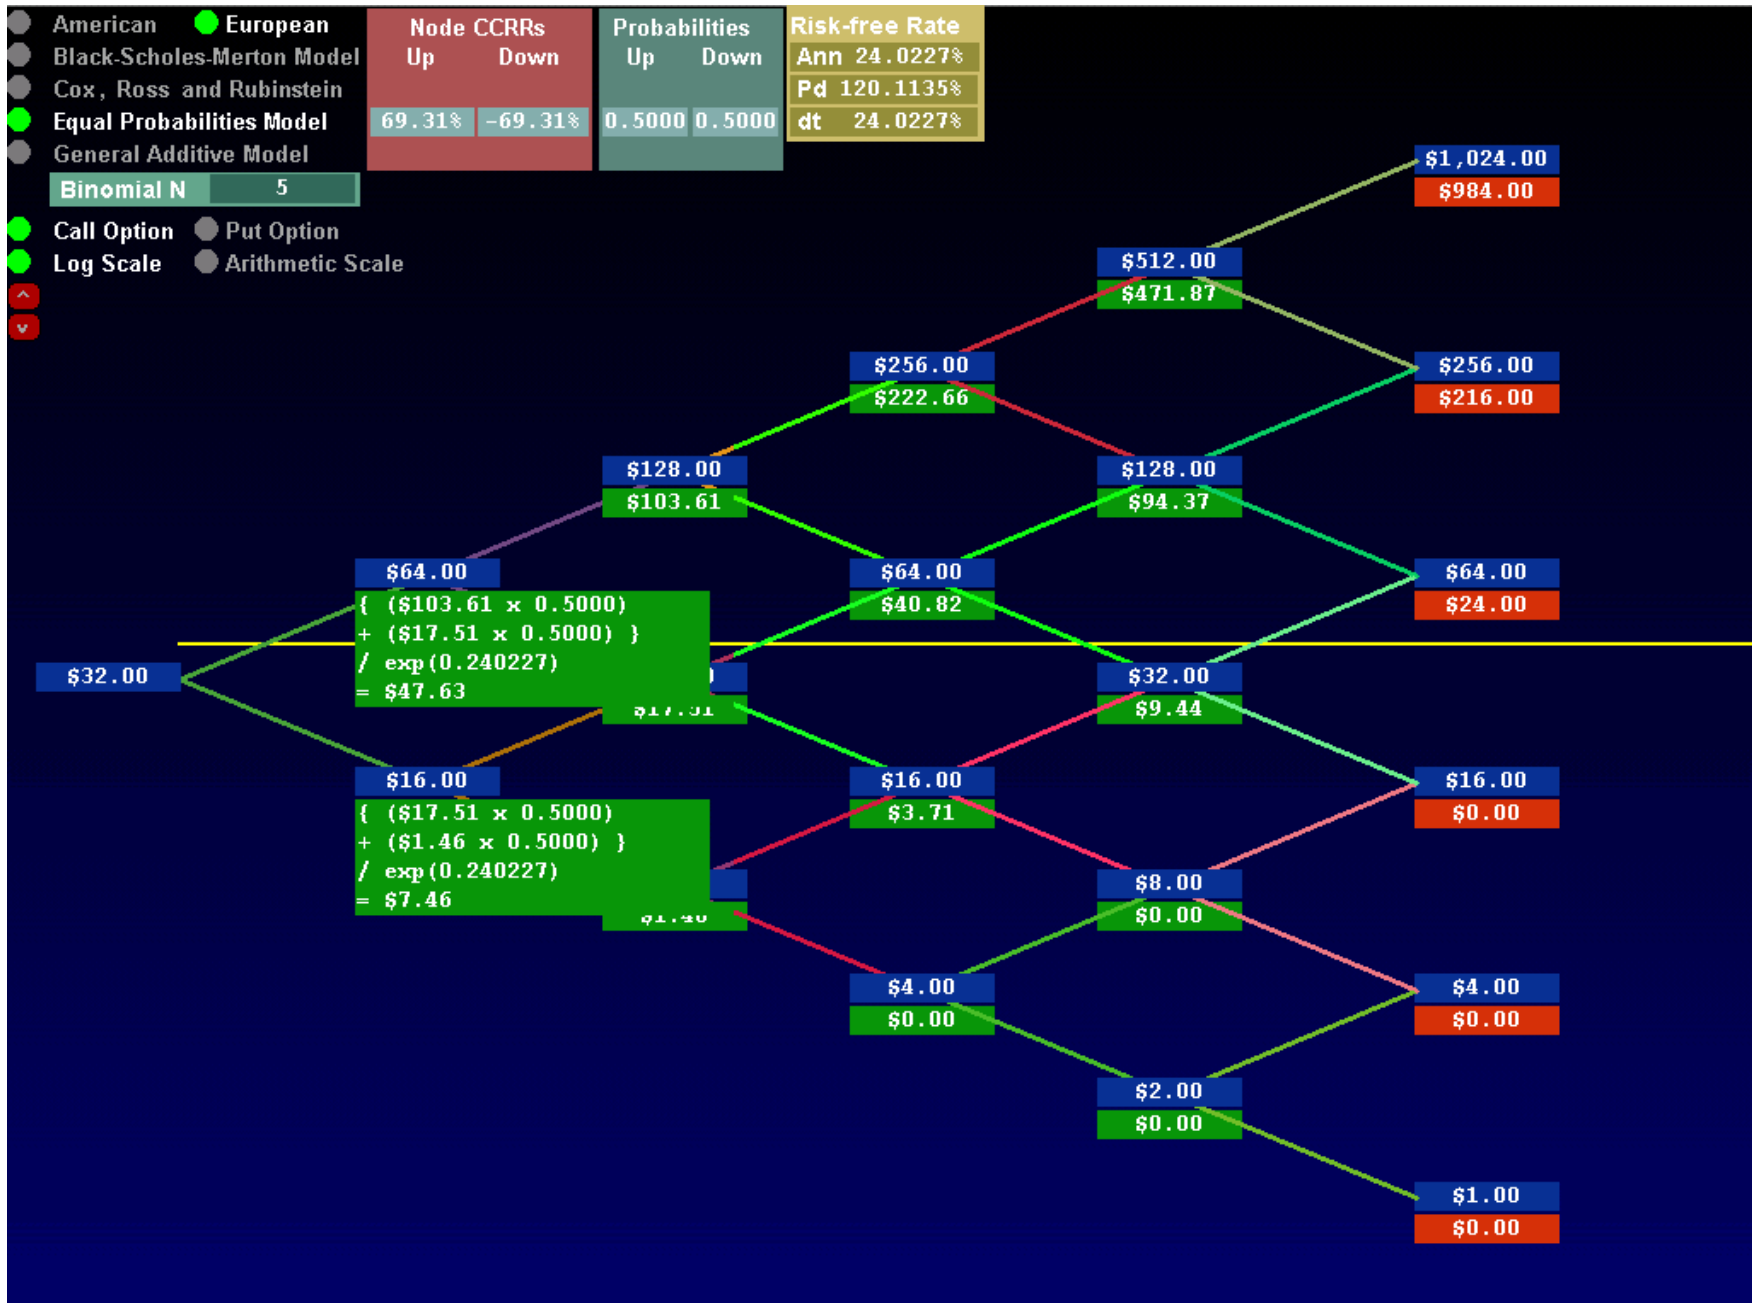 American European
Black-Scholes-Merton Model
Cox, Ross and Rubinstein
Equal Probabilities Model
General Additive Model
Binomial N 5
Call Option Put Option
Log Scale Arithmetic Scale
^
v
Node CCRRs
Up Down
69.31% -69.31%
Probabilities
Up Down
0.5000 0.5000
Risk-free Rate
Ann 24.0227%
Pd 120.1135%
dt 24.0227%
$32.00
$64.00
{ ($103.61 x 0.5000)
+ ($17.51 x 0.5000) }
/ exp(0.240227)
= $47.63
$16.00
{ ($17.51 x 0.5000)
+ ($1.46 x 0.5000) }
/ exp(0.240227)
= $7.46
$128.00
$103.61
$17.51
$1.46
$256.00
$222.66
$64.00
$40.82
$16.00
$3.71
$4.00
$0.00
$512.00
$471.87
$128.00
$94.37
$32.00
$9.44
$8.00
$0.00
$2.00
$0.00
$1,024.00
$984.00
$256.00
$216.00
$64.00
$24.00
$16.00
$0.00
$4.00
$0.00
$1.00
$0.00